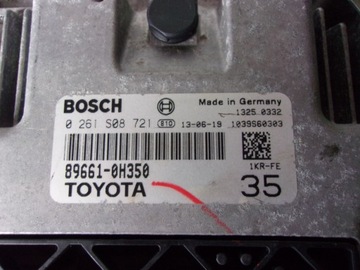 BOSCH Made in Germany
1325.0332
0 261 S08 721 810 13-06-19 1039S60303
89661-0H350 1KR-FE
TOYOTA 35